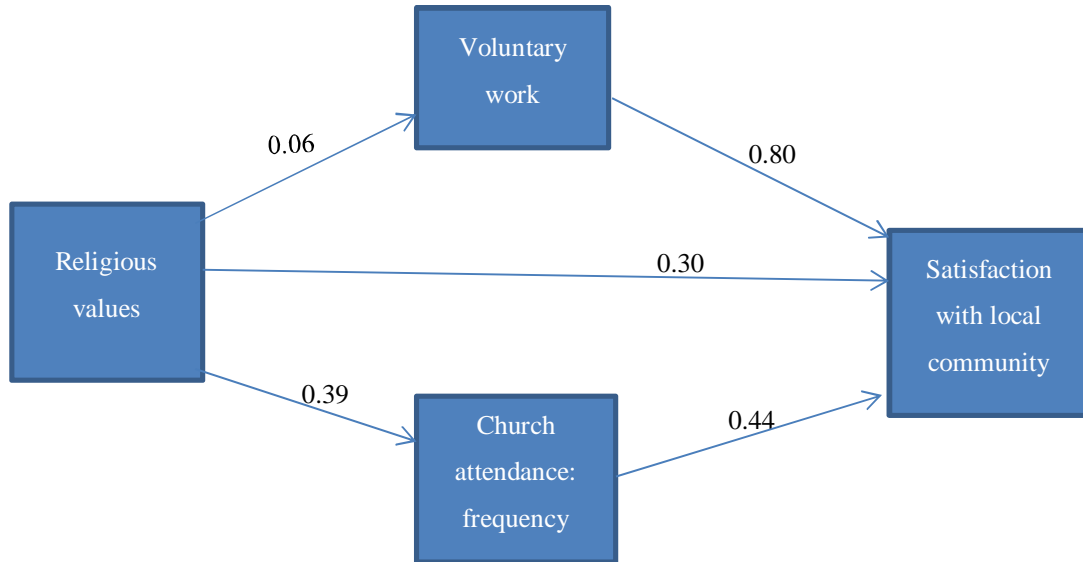 Voluntary
work
0.06
0.80
Religious
values
0.30
Satisfaction
with local
community
0.39
0.44
Church
attendance:
frequency